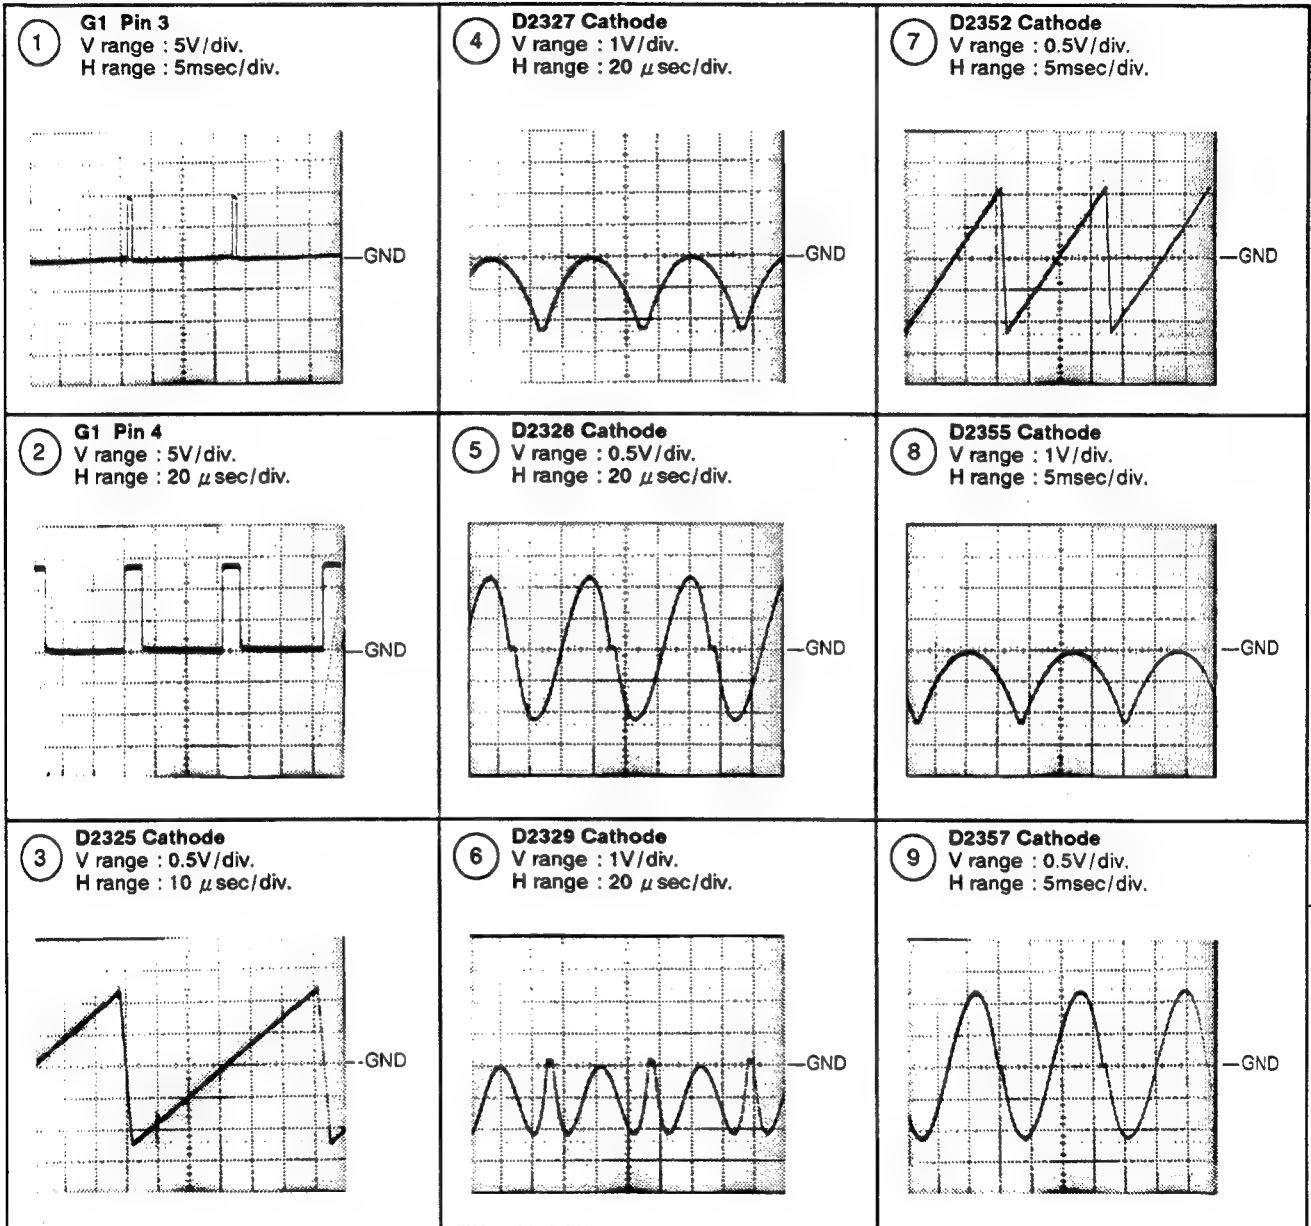 1
G1 Pin 3
V range : 5V/div.
H range : 5msec/div.
GND
4
D2327 Cathode
V range : 1V/div.
H range : 20 μsec/div.
GND
7
D2352 Cathode
V range : 0.5V/div.
H range : 5msec/div.
GND
2
G1 Pin 4
V range : 5V/div.
H range : 20 μsec/div.
GND
5
D2328 Cathode
V range : 0.5V/div.
H range : 20 μsec/div.
GND
8
D2355 Cathode
V range : 1V/div.
H range : 5msec/div.
GND
3
D2325 Cathode
V range : 0.5V/div.
H range : 10 μsec/div.
GND
6
D2329 Cathode
V range : 1V/div.
H range : 20 μsec/div.
GND
9
D2357 Cathode
V range : 0.5V/div.
H range : 5msec/div.
GND